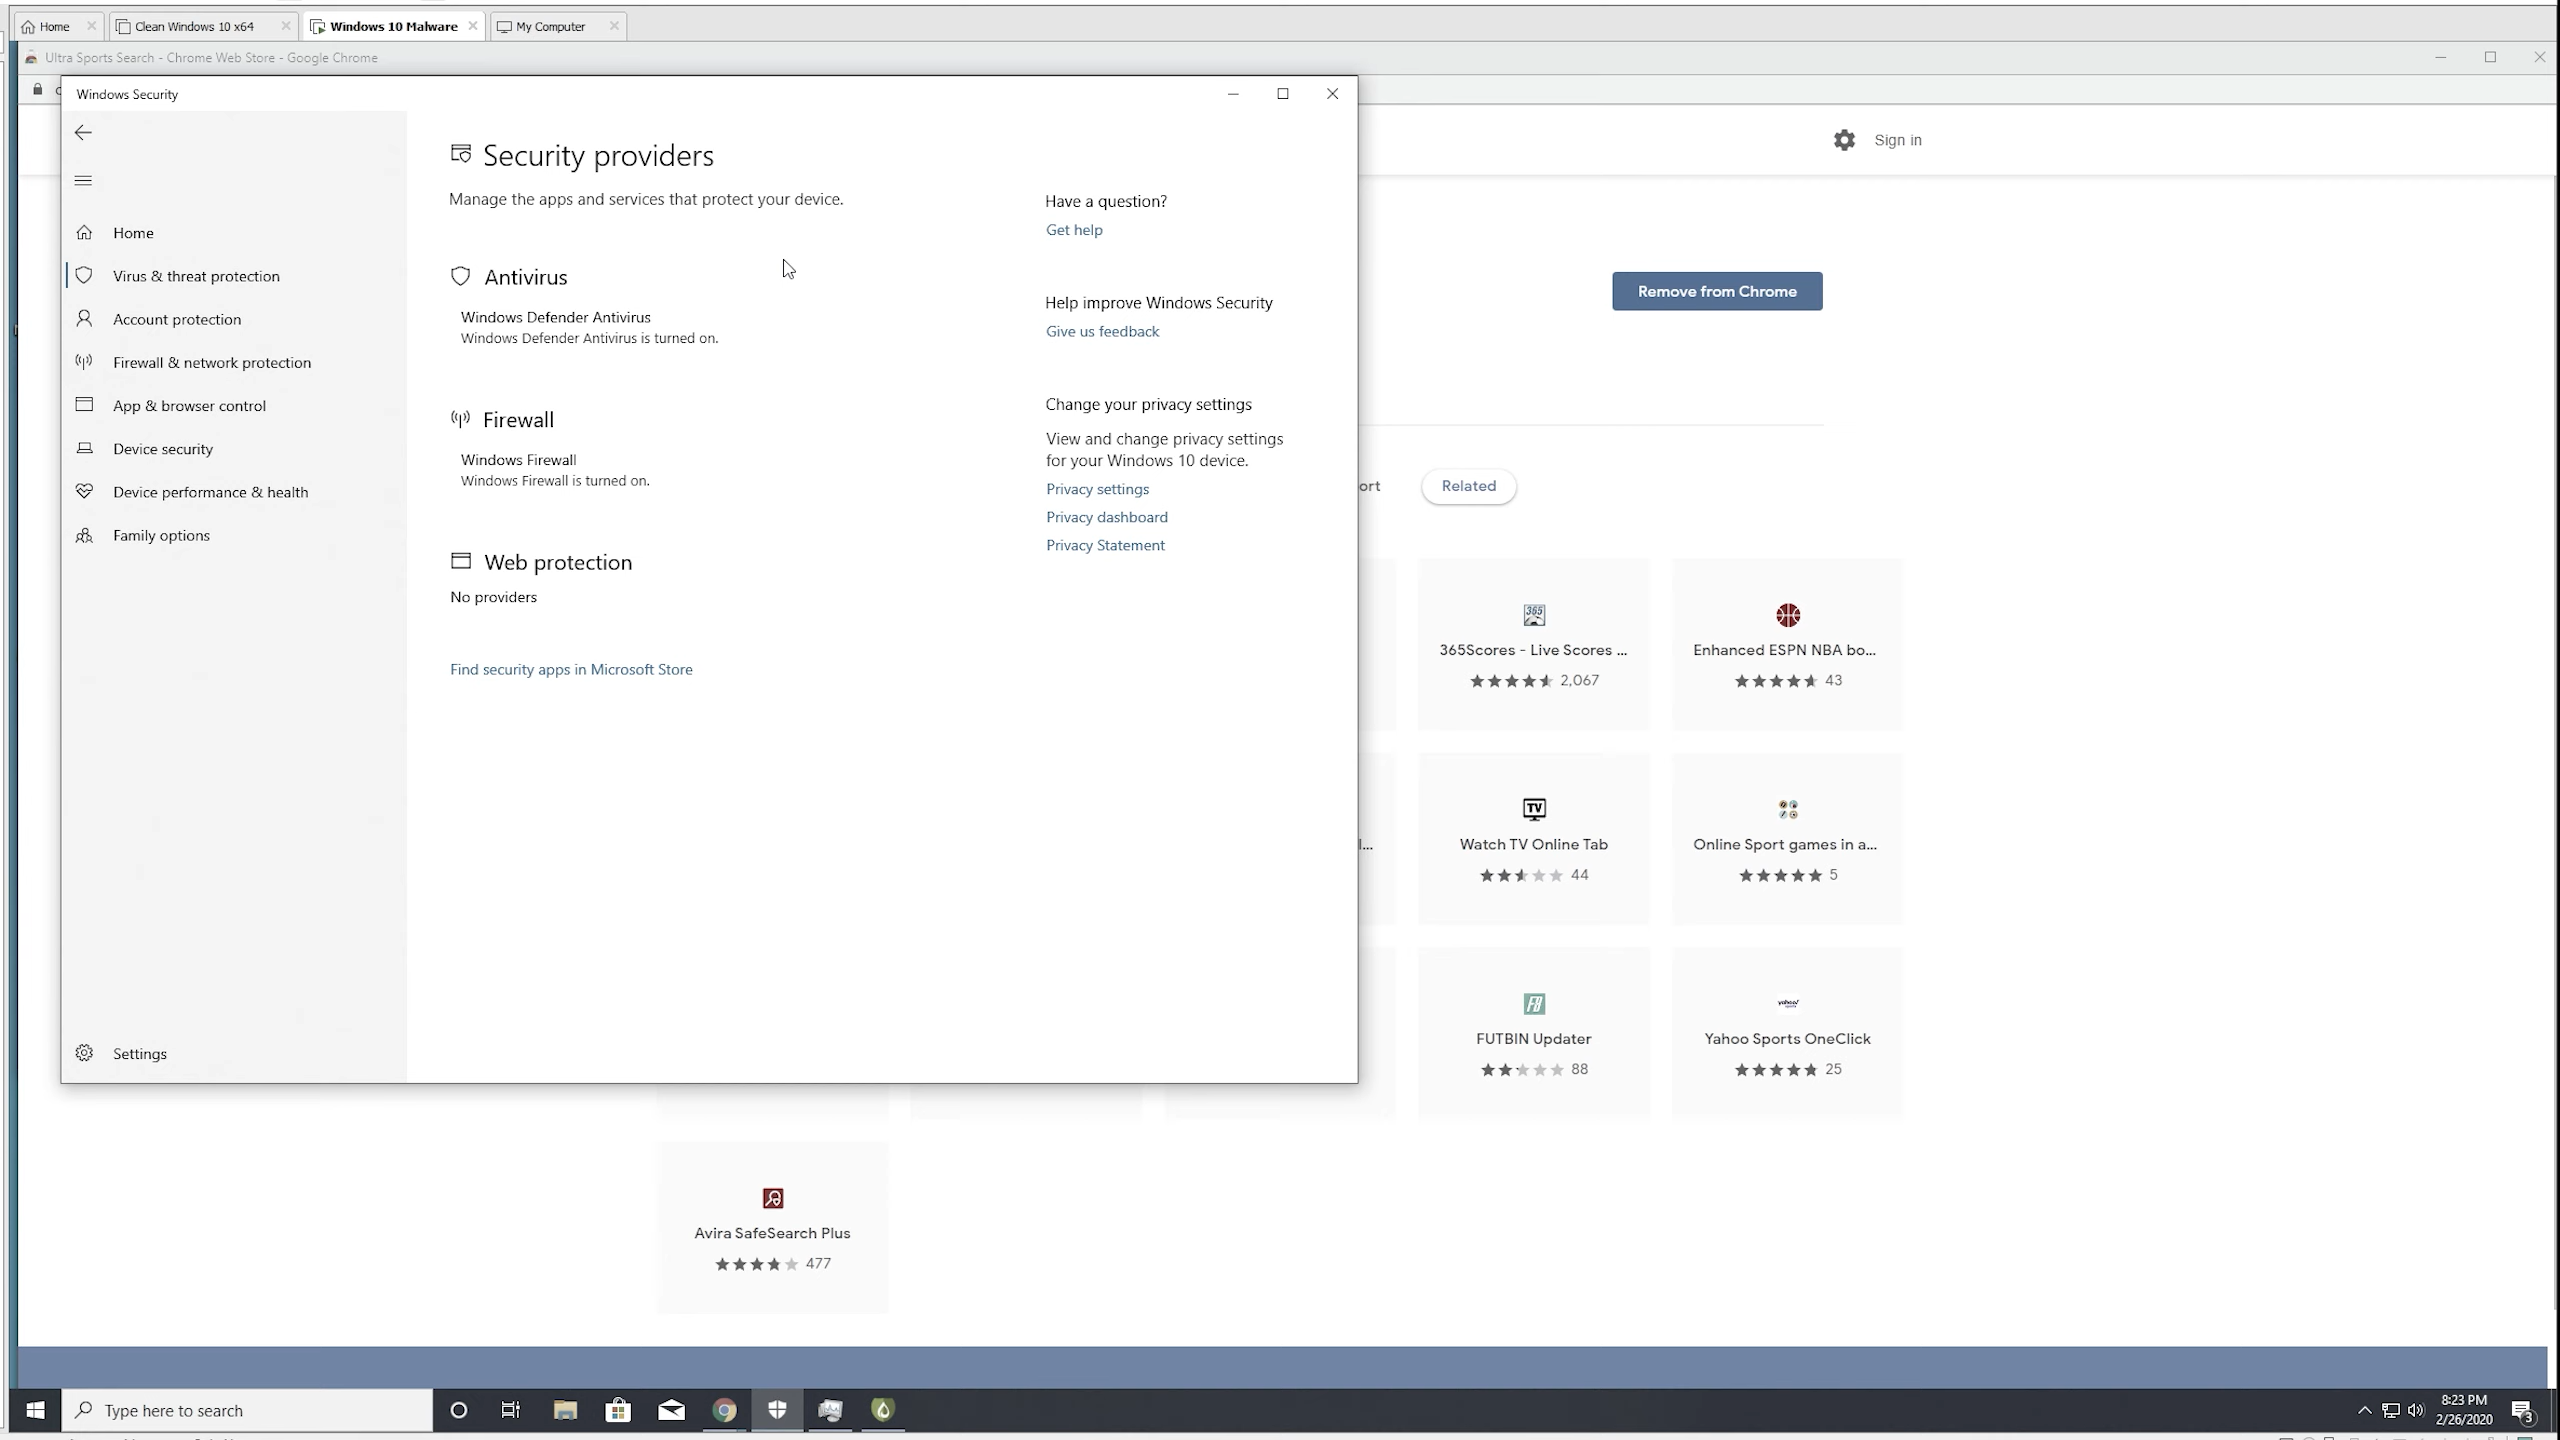 Home
Clean Windows 10 x64
Windows 10 Malware
My Computer
Ultra Sports Search - Chrome Web Store - Google Chrome
Windows Security
Sign in
Security providers
Manage the apps and services that protect your device.
Have a question?
Get help
Home
Virus & threat protection
Account protection
Firewall & network protection
App & browser control
Device security
Device performance & health
Family options
Settings
Antivirus
Windows Defender Antivirus
Windows Defender Antivirus is turned on.
Firewall
Windows Firewall
Windows Firewall is turned on.
Web protection
No providers
Find security apps in Microsoft Store
Help improve Windows Security
Give us feedback
Change your privacy settings
View and change privacy settings
for your Windows 10 device.
Privacy settings
Privacy dashboard
Privacy Statement
Remove from Chrome
ort
Related
365
365Scores - Live Scores ...
2,067
Enhanced ESPN NBA bo...
43
l...
TV
Watch TV Online Tab
44
Online Sport games in a...
5
FB
FUTBIN Updater
88
yahoo!
Yahoo Sports OneClick
25
Avira SafeSearch Plus
477
Type here to search
8:23 PM
2/26/2020
3